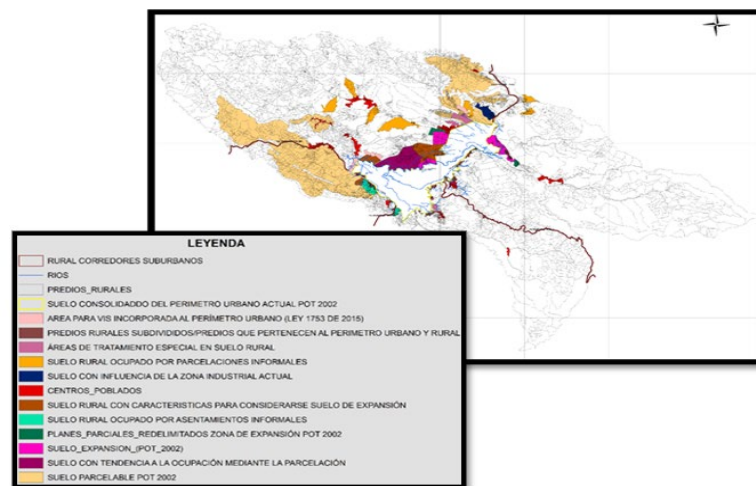 LEYENDA
RURAL CORREDORES SUBURBANOS
RIOS
PREDIOS_RURALES
SUELO CONSOLIDADDO DEL PERIMETRO URBANO ACTUAL POT 2002
AREA PARA VIS INCORPORADA AL PERÍMETRO URBANO (LEY 1753 DE 2015)
PREDIOS RURALES SUBDIVIDIDOS/PREDIOS QUE PERTENECEN AL PERIMETRO URBANO Y RURAL
ÁREAS DE TRATAMIENTO ESPECIAL EN SUELO RURAL
SUELO RURAL OCUPADO POR PARCELACIONES INFORMALES
SUELO CON INFLUENCIA DE LA ZONA INDUSTRIAL ACTUAL
CENTROS_POBLADOS
SUELO RURAL CON CARACTERISTICAS PARA CONSIDERARSE SUELO DE EXPANSIÓN
SUELO RURAL OCUPADO POR ASENTAMIENTOS INFORMALES
PLANES_PARCIALES_REDELIMITADOS ZONA DE EXPANSIÓN POT 2002
SUELO_EXPANSION_(POT_2002)
SUELO CON TENDENCIA A LA OCUPACIÓN MEDIANTE LA PARCELACIÓN
SUELO PARCELABLE POT 2002